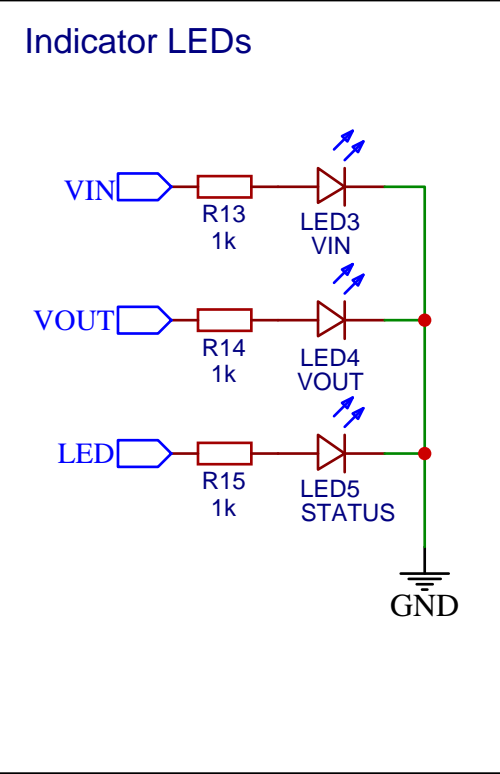 Indicator LEDs
VIN
R13
1k
LED3
VIN
VOUT
R14
1k
LED4
VOUT
LED
R15
1k
LED5
STATUS
GND